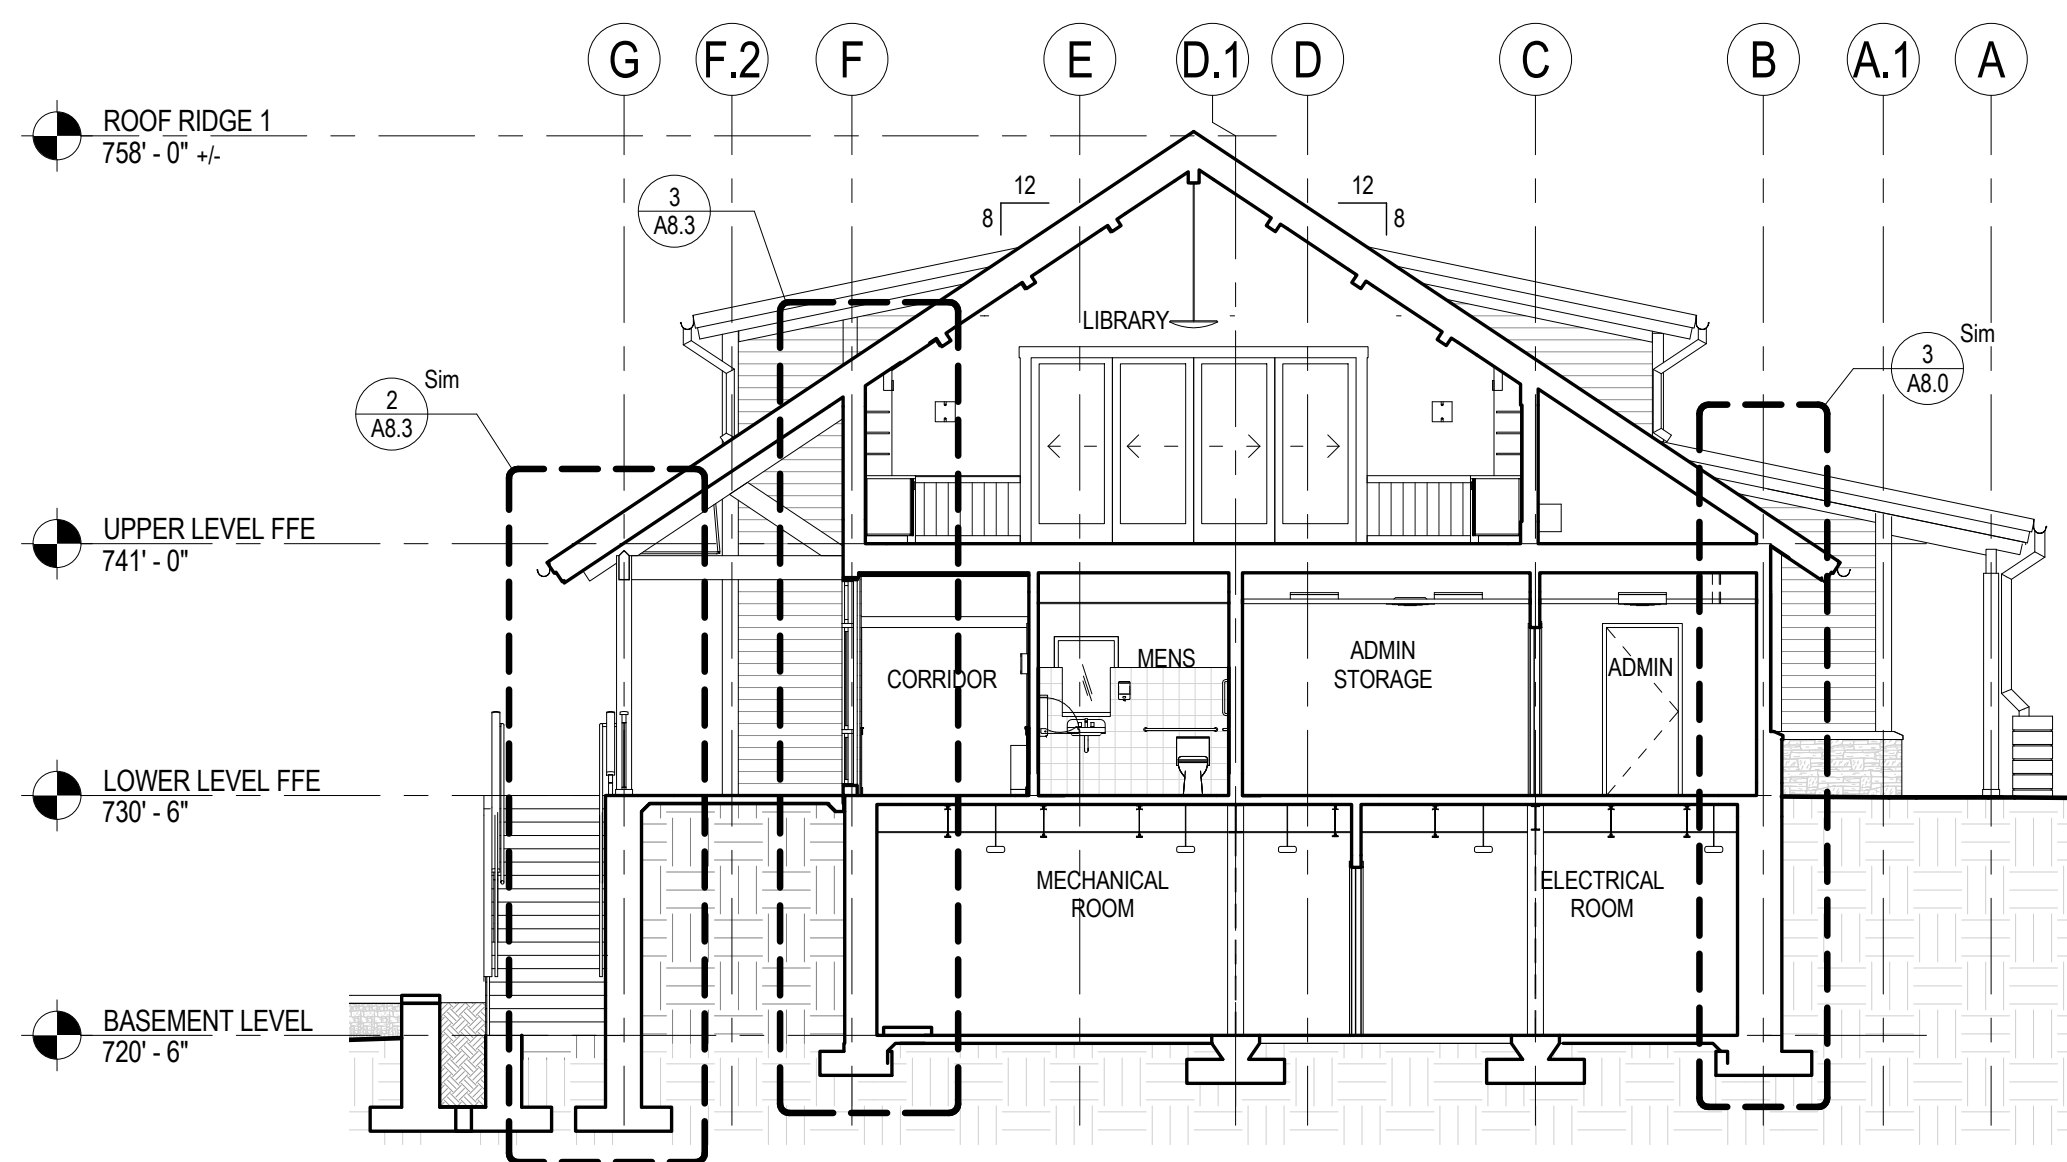 G F.2 F E D.1 D C B A.1 A
ROOF RIDGE 1
758' - 0" +/-
3
A8.3
12
8
12
8
LIBRARY
Sim
3
A8.0
Sim
2
A8.3
UPPER LEVEL FFE
741' - 0"
CORRIDOR
MENS
ADMIN
STORAGE
ADMIN
LOWER LEVEL FFE
730' - 6"
MECHANICAL
ROOM
ELECTRICAL
ROOM
BASEMENT LEVEL
720' - 6"